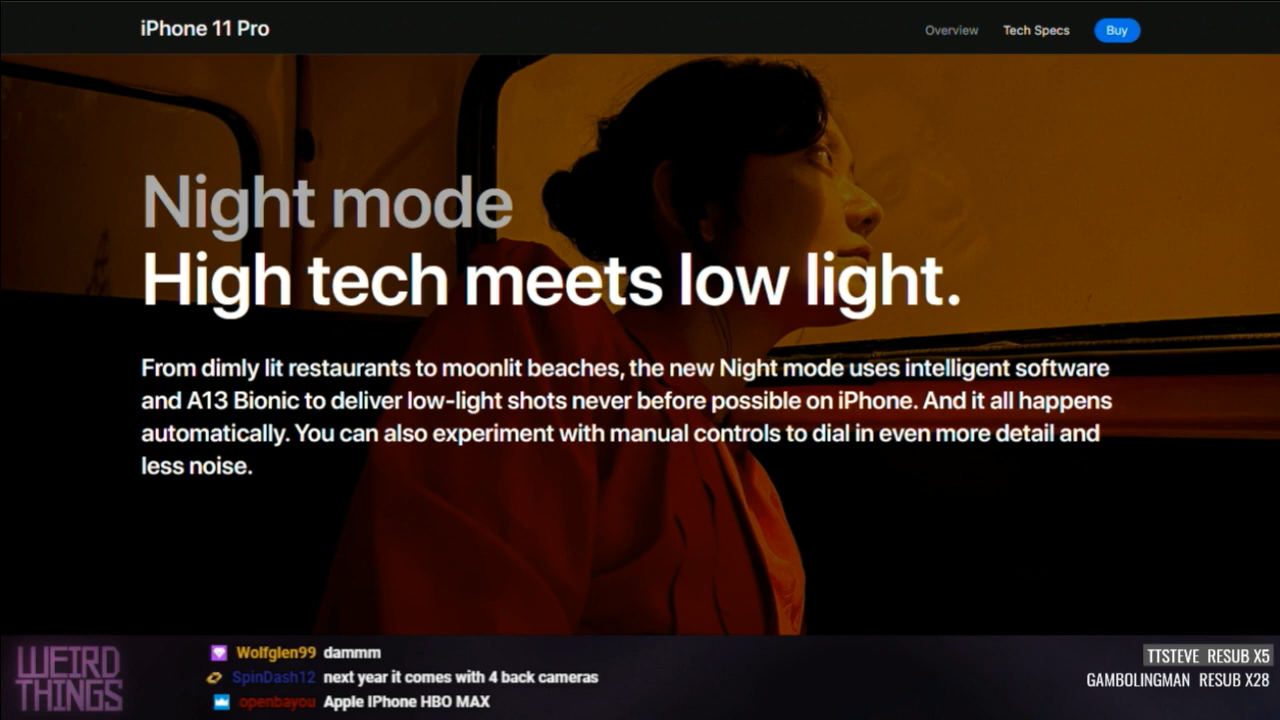 iPhone 11 Pro
Overview Tech Specs Buy
Night mode
High tech meets low light.
From dimly lit restaurants to moonlit beaches, the new Night mode uses intelligent software
and A13 Bionic to deliver low-light shots never before possible on iPhone. And it all happens
automatically. You can also experiment with manual controls to dial in even more detail and
less noise.
WEIRD
THINGS
Wolfglen99 dammm
SpinDash12 next year it comes with 4 back cameras
openbayou Apple IPhone HBO MAX
TTSTEVE RESUB X5
GAMBOLINGMAN RESUB X28